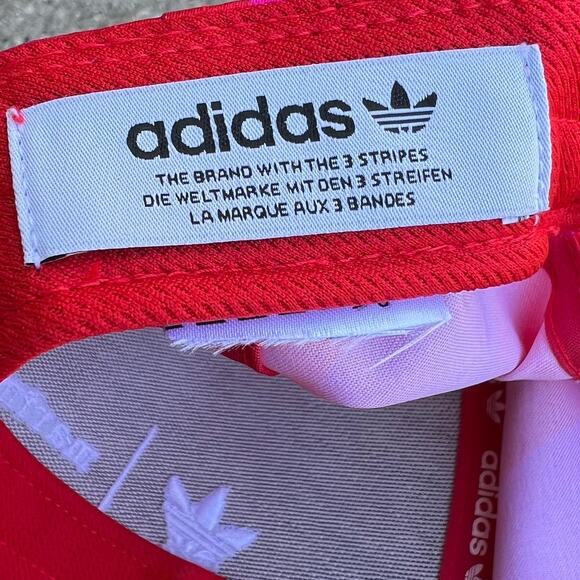 adidas
THE BRAND WITH THE 3 STRIPES
DIE WELTMARKE MIT DEN 3 STREIFEN
LA MARQUE AUX 3 BANDES
adidas